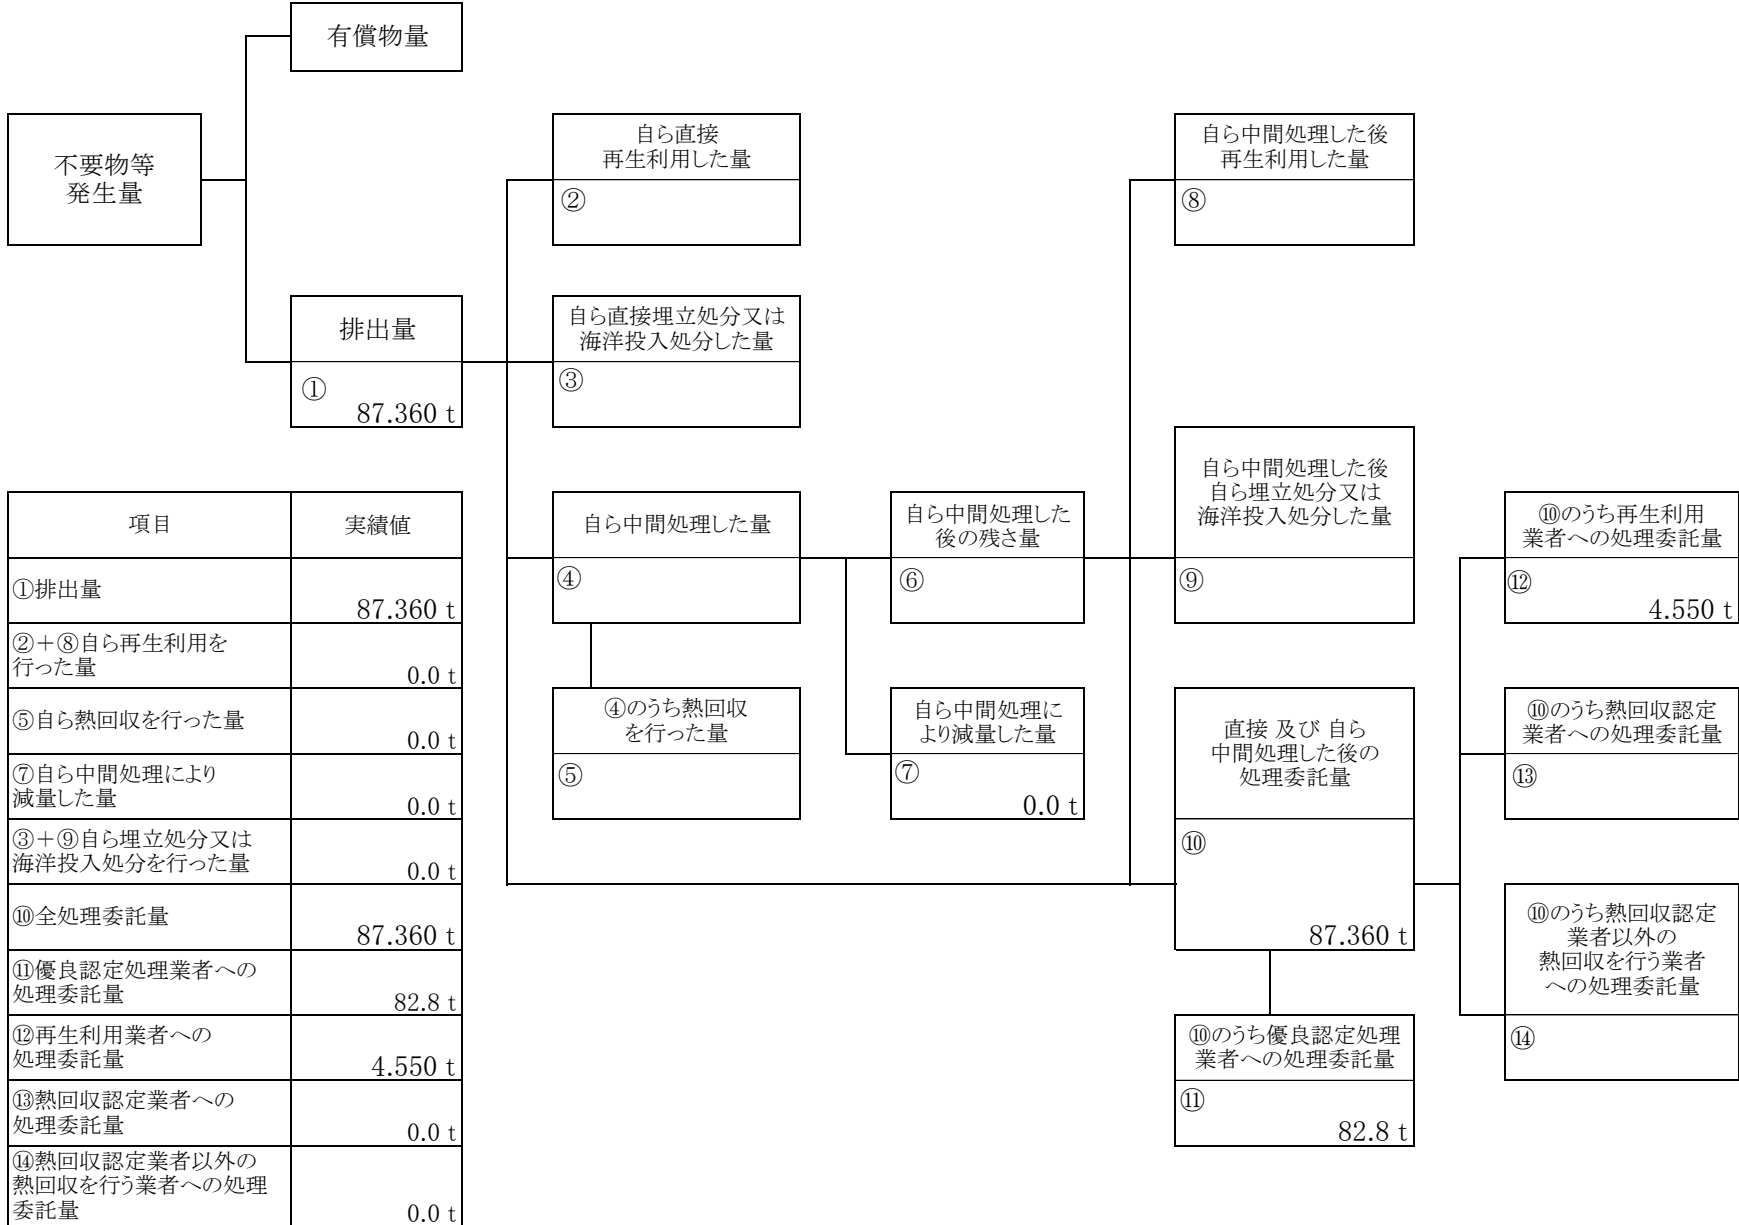 有償物量
不要物等
発生量
自ら直接
再生利用した量
②
自ら中間処理した後
再生利用した量
⑧
排出量
①
87.360 t
自ら直接埋立処分又は
海洋投入処分した量
③
自ら中間処理した量
④
自ら中間処理した
後の残さ量
⑥
自ら中間処理した後
自ら埋立処分又は
海洋投入処分した量
⑨
⑩のうち再生利用
業者への処理委託量
⑫
4.550 t
④のうち熱回収
を行った量
⑤
自ら中間処理に
より減量した量
⑦
0.0 t
直接 及び 自ら
中間処理した後の
処理委託量
⑩
87.360 t
⑩のうち熱回収認定
業者への処理委託量
⑬
⑩のうち熱回収認定
業者以外の
熱回収を行う業者
への処理委託量
⑭
⑩のうち優良認定処理
業者への処理委託量
⑪
82.8 t
項目 実績値
①排出量
87.360 t
②＋⑧自ら再生利用を
行った量
0.0 t
⑤自ら熱回収を行った量
0.0 t
⑦自ら中間処理により
減量した量
0.0 t
③＋⑨自ら埋立処分又は
海洋投入処分を行った量
0.0 t
⑩全処理委託量
87.360 t
⑪優良認定処理業者への
処理委託量
82.8 t
⑫再生利用業者への
処理委託量
4.550 t
⑬熱回収認定業者への
処理委託量
0.0 t
⑭熱回収認定業者以外の
熱回収を行う業者への処理
委託量
0.0 t